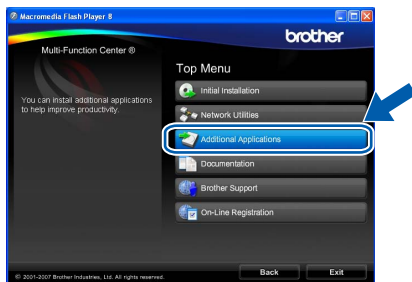 Macromedia Flash Player 8
brother
Multi-Function Center ®
Top Menu
You can install additional applications
to help improve productivity.
Initial Installation
Network Utilities
Additional Applications
Documentation
Brother Support
On-Line Registration
© 2001-2007 Brother Industries, Ltd. All rights reserved.
Back
Exit